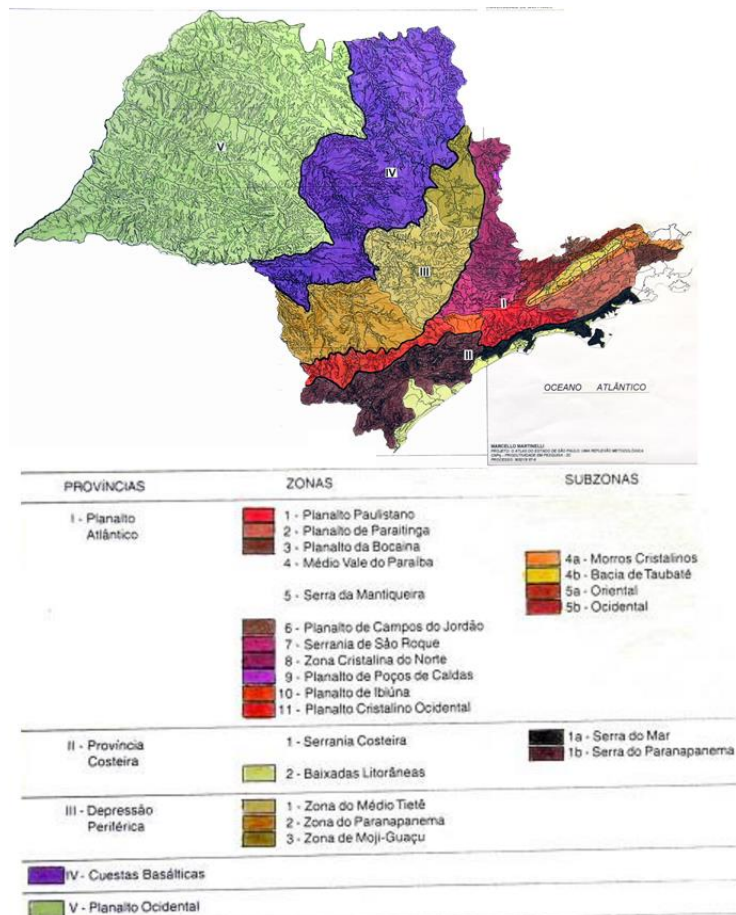 V
IV
III
I
II
OCEANO ATLÂNTICO
MARCELLO MARTINELLI
PROVÍNCIAS
ZONAS
SUBZONAS
I - Planalto
Atlântico
1 - Planalto Paulistano
2 - Planalto de Paraitinga
3 - Planalto da Bocaina
4 - Médio Vale do Paraíba
4a - Morros Cristalinos
4b - Bacia de Taubaté
5 - Serra da Mantiqueira
5a - Oriental
5b - Ocidental
6 - Planalto de Campos do Jordão
7 - Serrania de São Roque
8 - Zona Cristalina do Norte
9 - Planalto de Poços de Caldas
10 - Planalto de Ibiúna
11 - Planalto Cristalino Ocidental
II - Província
Costeira
1 - Serrania Costeira
1a - Serra do Mar
1b - Serra do Paranapanema
2 - Baixadas Litorâneas
III - Depressão
Periférica
1 - Zona do Médio Tietê
2 - Zona do Paranapanema
3 - Zona de Moji-Guaçu
IV - Cuestas Basálticas
V - Planalto Ocidental